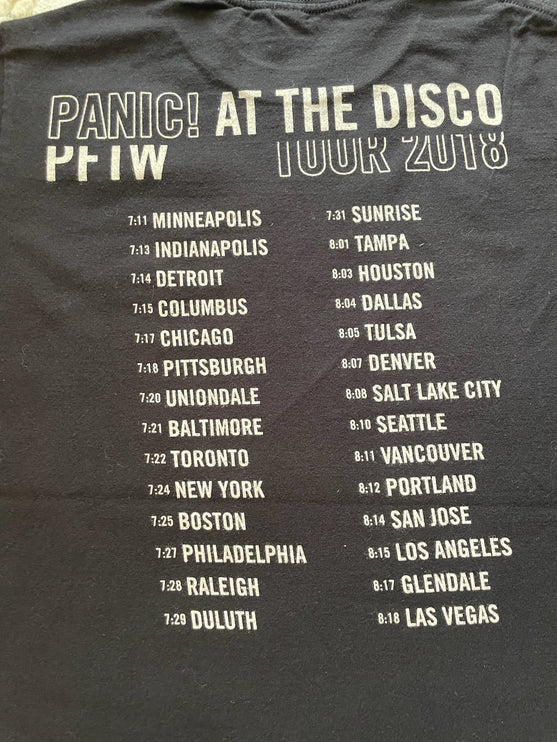 PANIC! AT THE DISCO
PFTW TOUR 2018
7:11 MINNEAPOLIS
7:13 INDIANAPOLIS
7:14 DETROIT
7:15 COLUMBUS
7:17 CHICAGO
7:18 PITTSBURGH
7:20 UNIONDALE
7:21 BALTIMORE
7:22 TORONTO
7:24 NEW YORK
7:25 BOSTON
7:27 PHILADELPHIA
7:28 RALEIGH
7:29 DULUTH
7:31 SUNRISE
8:01 TAMPA
8:03 HOUSTON
8:04 DALLAS
8:05 TULSA
8:07 DENVER
8:08 SALT LAKE CITY
8:10 SEATTLE
8:11 VANCOUVER
8:12 PORTLAND
8:14 SAN JOSE
8:15 LOS ANGELES
8:17 GLENDALE
8:18 LAS VEGAS